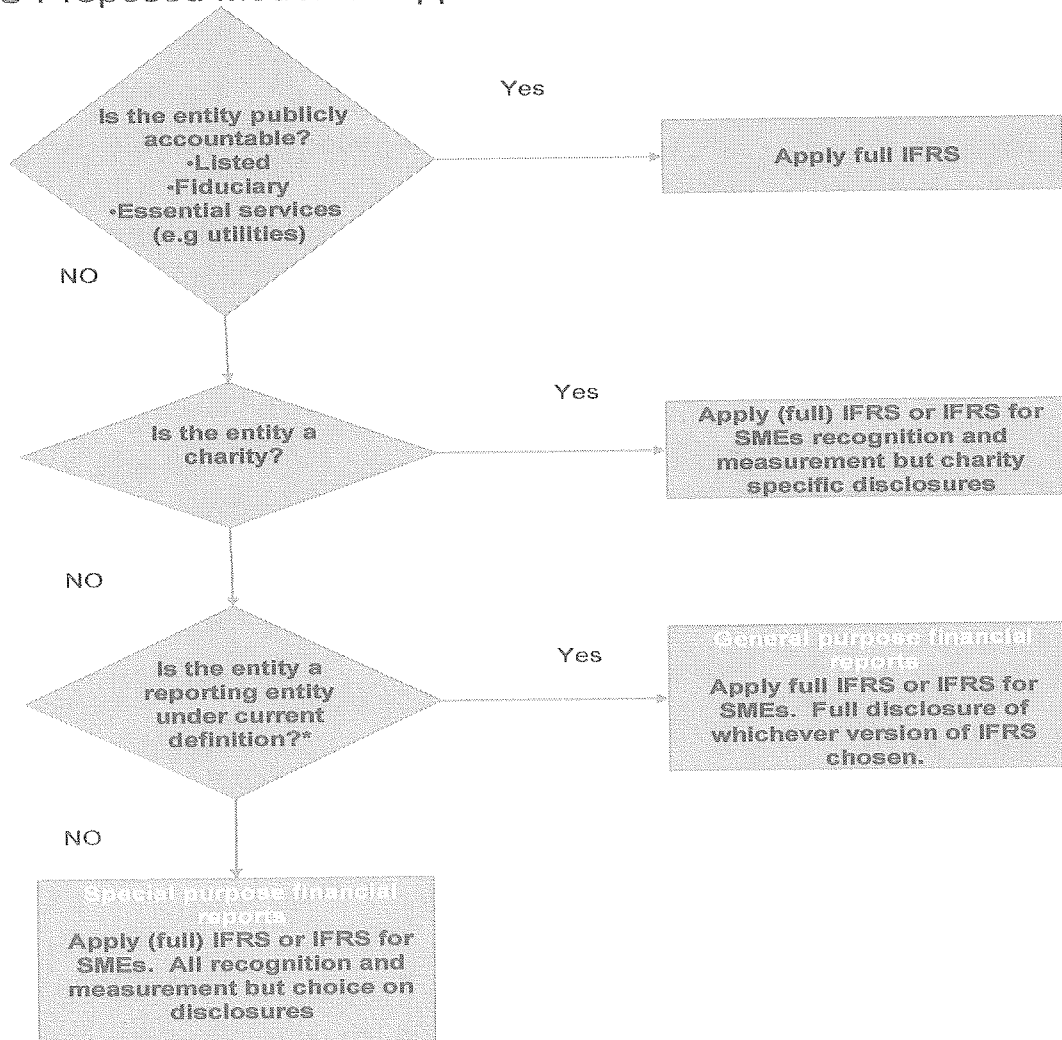 Proposed
Yes
Is the entity publicly
accountable?
•Listed
•Fiduciary
•Essential services
(e.g utilities)
Apply full IFRS
NO
Yes
Is the entity a
charity?
Apply (full) IFRS or IFRS for
SMEs recognition and
measurement but charity
specific disclosures
NO
Yes
Is the entity a
reporting entity
under current
definition?*
General purpose financial
reports
Apply full IFRS or IFRS for
SMEs. Full disclosure of
whichever version of IFRS
chosen.
NO
Special purpose financial
reports
Apply (full) IFRS or IFRS for
SMEs. All recognition and
measurement but choice on
disclosures